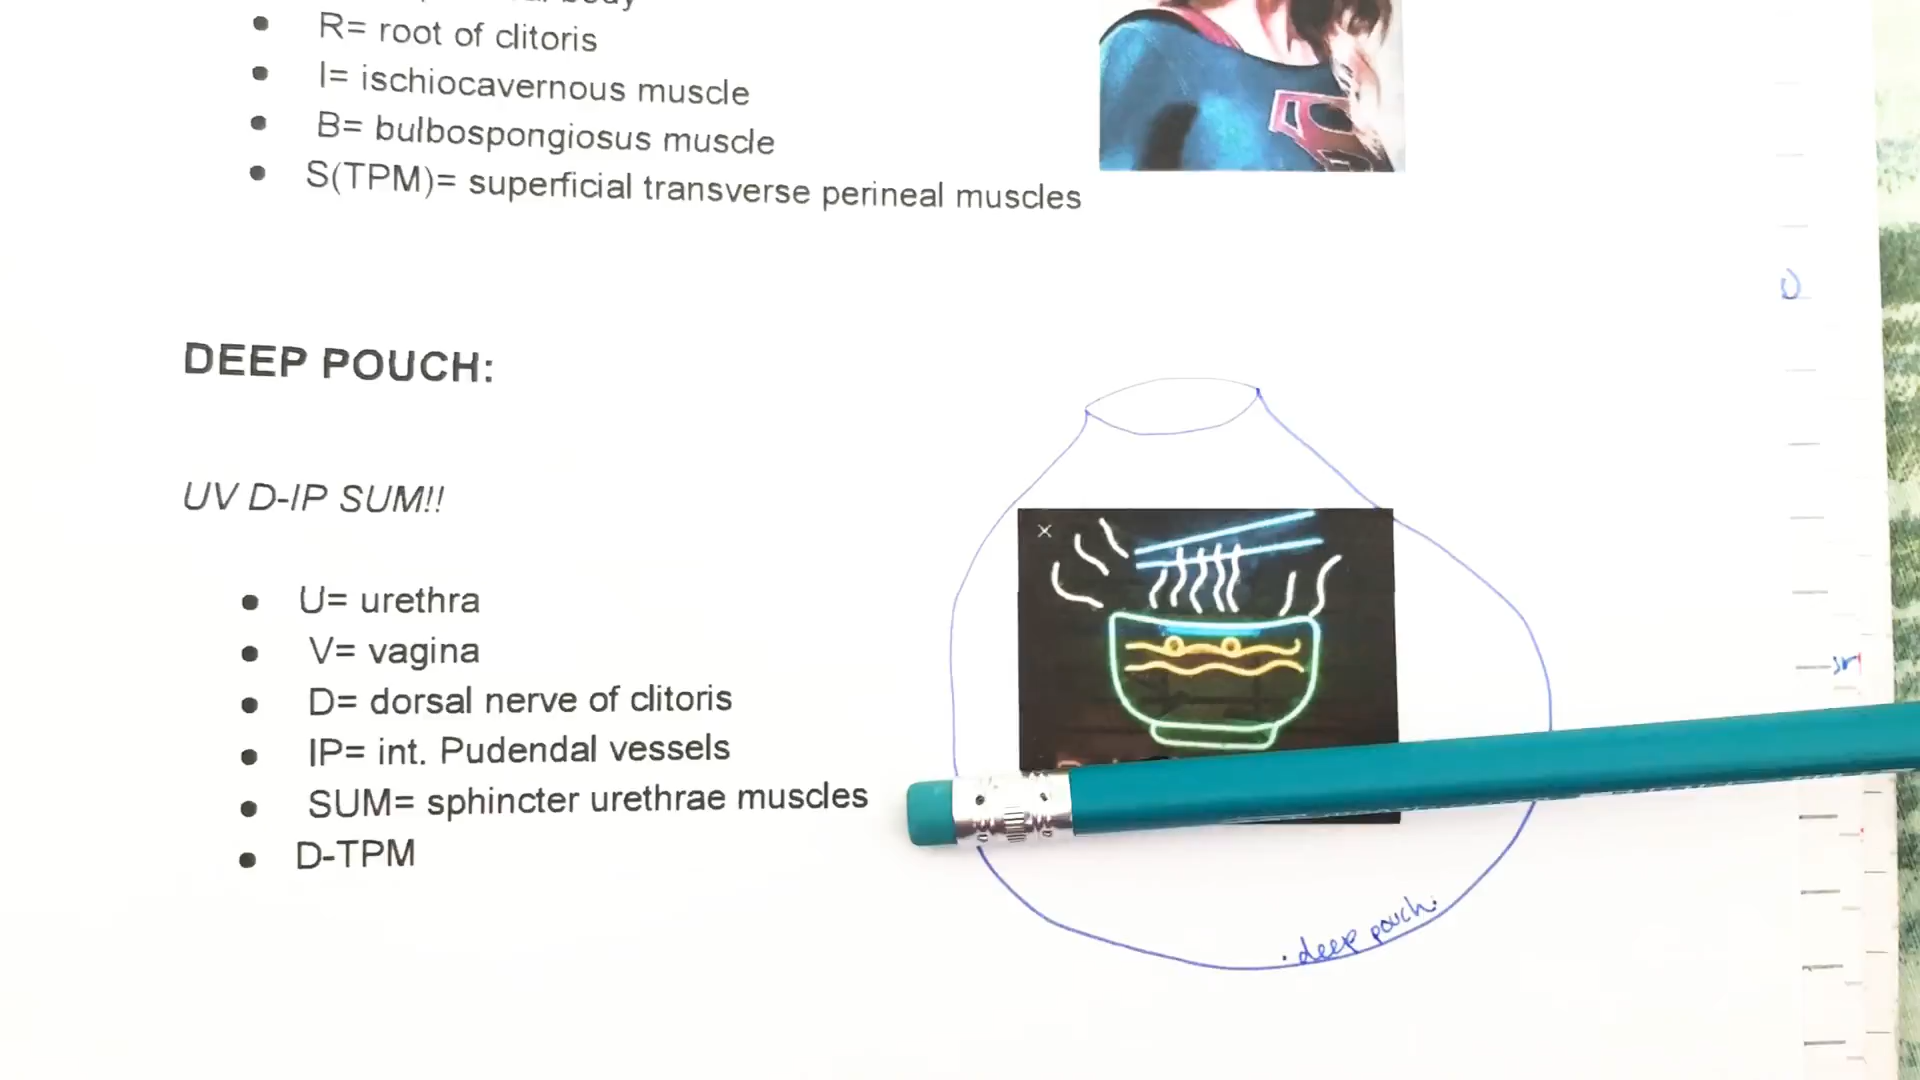 body
R= root of clitoris
I= ischiocavernous muscle
B= bulbospongiosus muscle
S(TPM)= superficial transverse perineal muscles
DEEP POUCH:
UV D-IP SUM!!
U= urethra
V= vagina
D= dorsal nerve of clitoris
IP= int. Pudendal vessels
SUM= sphincter urethrae muscles
D-TPM
deep pouch